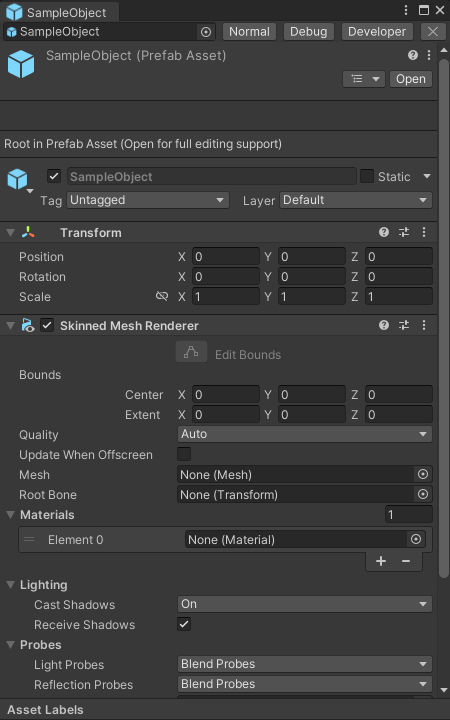 SampleObject
SampleObject Normal Debug Developer
SampleObject (Prefab Asset)
Open
Root in Prefab Asset (Open for full editing support)
SampleObject Static
Tag Untagged Layer Default
Transform
Position X 0 Y 0 Z 0
Rotation X 0 Y 0 Z 0
Scale X 1 Y 1 Z 1
Skinned Mesh Renderer
Edit Bounds
Bounds
Center X 0 Y 0 Z 0
Extent X 0 Y 0 Z 0
Quality Auto
Update When Offscreen
Mesh None (Mesh)
Root Bone None (Transform)
Materials 1
Element 0 None (Material)
Lighting
Cast Shadows On
Receive Shadows
Probes
Light Probes Blend Probes
Reflection Probes Blend Probes
Asset Labels